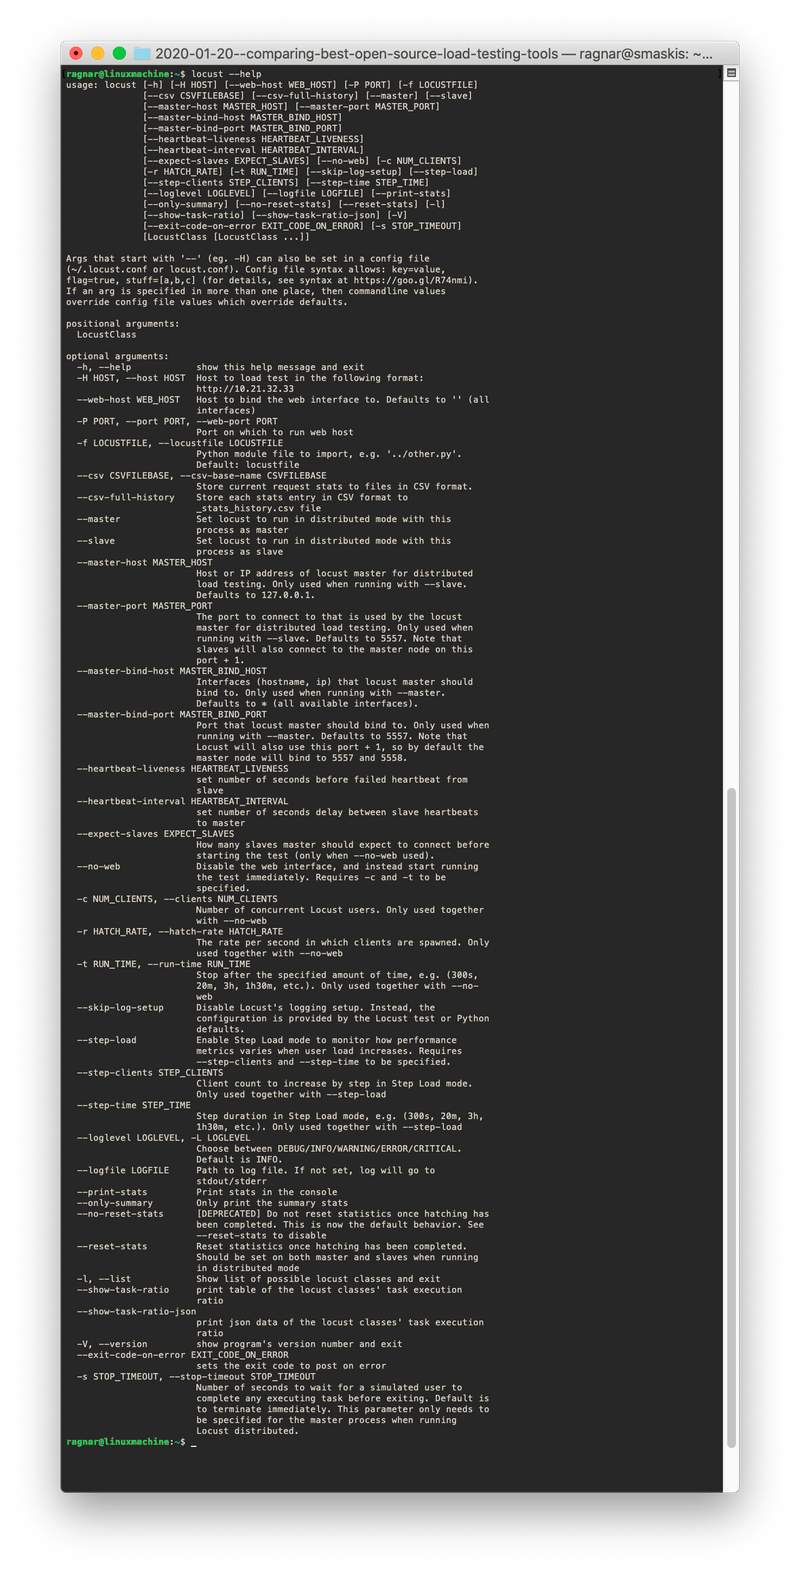 2020-01-20--comparing-best-open-source-load-testing-tools — ragnar@smaskis: ~...
ragnar@linuxmachine:~$ locust --help
usage: locust [-h] [-H HOST] [--web-host WEB_HOST] [-P PORT] [-f LOCUSTFILE]
[--csv CSVFILEBASE] [--csv-full-history] [--master] [--slave]
[--master-host MASTER_HOST] [--master-port MASTER_PORT]
[--master-bind-host MASTER_BIND_HOST]
[--master-bind-port MASTER_BIND_PORT]
[--heartbeat-liveness HEARTBEAT_LIVENESS]
[--heartbeat-interval HEARTBEAT_INTERVAL]
[--expect-slaves EXPECT_SLAVES] [--no-web] [-c NUM_CLIENTS]
[-r HATCH_RATE] [-t RUN_TIME] [--skip-log-setup] [--step-load]
[--step-clients STEP_CLIENTS] [--step-time STEP_TIME]
[--loglevel LOGLEVEL] [--logfile LOGFILE] [--print-stats]
[--only-summary] [--no-reset-stats] [--reset-stats] [-l]
[--show-task-ratio] [--show-task-ratio-json] [-V]
[--exit-code-on-error EXIT_CODE_ON_ERROR] [-s STOP_TIMEOUT]
[LocustClass [LocustClass ...]]
Args that start with '--' (eg. -H) can also be set in a config file
(~/.locust.conf or locust.conf). Config file syntax allows: key=value,
flag=true, stuff=[a,b,c] (for details, see syntax at https://goo.gl/R74nmi).
If an arg is specified in more than one place, then commandline values
override config file values which override defaults.
positional arguments:
LocustClass
optional arguments:
-h, --help show this help message and exit
-H HOST, --host HOST Host to load test in the following format:
http://10.21.32.33
--web-host WEB_HOST Host to bind the web interface to. Defaults to '' (all
interfaces)
-P PORT, --port PORT, --web-port PORT
Port on which to run web host
-f LOCUSTFILE, --locustfile LOCUSTFILE
Python module file to import, e.g. '../other.py'.
Default: locustfile
--csv CSVFILEBASE, --csv-base-name CSVFILEBASE
Store current request stats to files in CSV format.
--csv-full-history Store each stats entry in CSV format to
_stats_history.csv file
--master Set locust to run in distributed mode with this
process as master
--slave Set locust to run in distributed mode with this
process as slave
--master-host MASTER_HOST
Host or IP address of locust master for distributed
load testing. Only used when running with --slave.
Defaults to 127.0.0.1.
--master-port MASTER_PORT
The port to connect to that is used by the locust
master for distributed load testing. Only used when
running with --slave. Defaults to 5557. Note that
slaves will also connect to the master node on this
port + 1.
--master-bind-host MASTER_BIND_HOST
Interfaces (hostname, ip) that locust master should
bind to. Only used when running with --master.
Defaults to * (all available interfaces).
--master-bind-port MASTER_BIND_PORT
Port that locust master should bind to. Only used when
running with --master. Defaults to 5557. Note that
Locust will also use this port + 1, so by default the
master node will bind to 5557 and 5558.
--heartbeat-liveness HEARTBEAT_LIVENESS
set number of seconds before failed heartbeat from
slave
--heartbeat-interval HEARTBEAT_INTERVAL
set number of seconds delay between slave heartbeats
to master
--expect-slaves EXPECT_SLAVES
How many slaves master should expect to connect before
starting the test (only when --no-web used).
--no-web Disable the web interface, and instead start running
the test immediately. Requires -c and -t to be
specified.
-c NUM_CLIENTS, --clients NUM_CLIENTS
Number of concurrent Locust users. Only used together
with --no-web
-r HATCH_RATE, --hatch-rate HATCH_RATE
The rate per second in which clients are spawned. Only
used together with --no-web
-t RUN_TIME, --run-time RUN_TIME
Stop after the specified amount of time, e.g. (300s,
20m, 3h, 1h30m, etc.). Only used together with --no-
web
--skip-log-setup Disable Locust's logging setup. Instead, the
configuration is provided by the Locust test or Python
defaults.
--step-load Enable Step Load mode to monitor how performance
metrics varies when user load increases. Requires
--step-clients and --step-time to be specified.
--step-clients STEP_CLIENTS
Client count to increase by step in Step Load mode.
Only used together with --step-load
--step-time STEP_TIME
Step duration in Step Load mode, e.g. (300s, 20m, 3h,
1h30m, etc.). Only used together with --step-load
--loglevel LOGLEVEL, -L LOGLEVEL
Choose between DEBUG/INFO/WARNING/ERROR/CRITICAL.
Default is INFO.
--logfile LOGFILE Path to log file. If not set, log will go to
stdout/stderr
--print-stats Print stats in the console
--only-summary Only print the summary stats
--no-reset-stats [DEPRECATED] Do not reset statistics once hatching has
been completed. This is now the default behavior. See
--reset-stats to disable
--reset-stats Reset statistics once hatching has been completed.
Should be set on both master and slaves when running
in distributed mode
-l, --list Show list of possible locust classes and exit
--show-task-ratio print table of the locust classes' task execution
ratio
--show-task-ratio-json
print json data of the locust classes' task execution
ratio
-V, --version show program's version number and exit
--exit-code-on-error EXIT_CODE_ON_ERROR
sets the exit code to post on error
-s STOP_TIMEOUT, --stop-timeout STOP_TIMEOUT
Number of seconds to wait for a simulated user to
complete any executing task before exiting. Default is
to terminate immediately. This parameter only needs to
be specified for the master process when running
Locust distributed.
ragnar@linuxmachine:~$ _